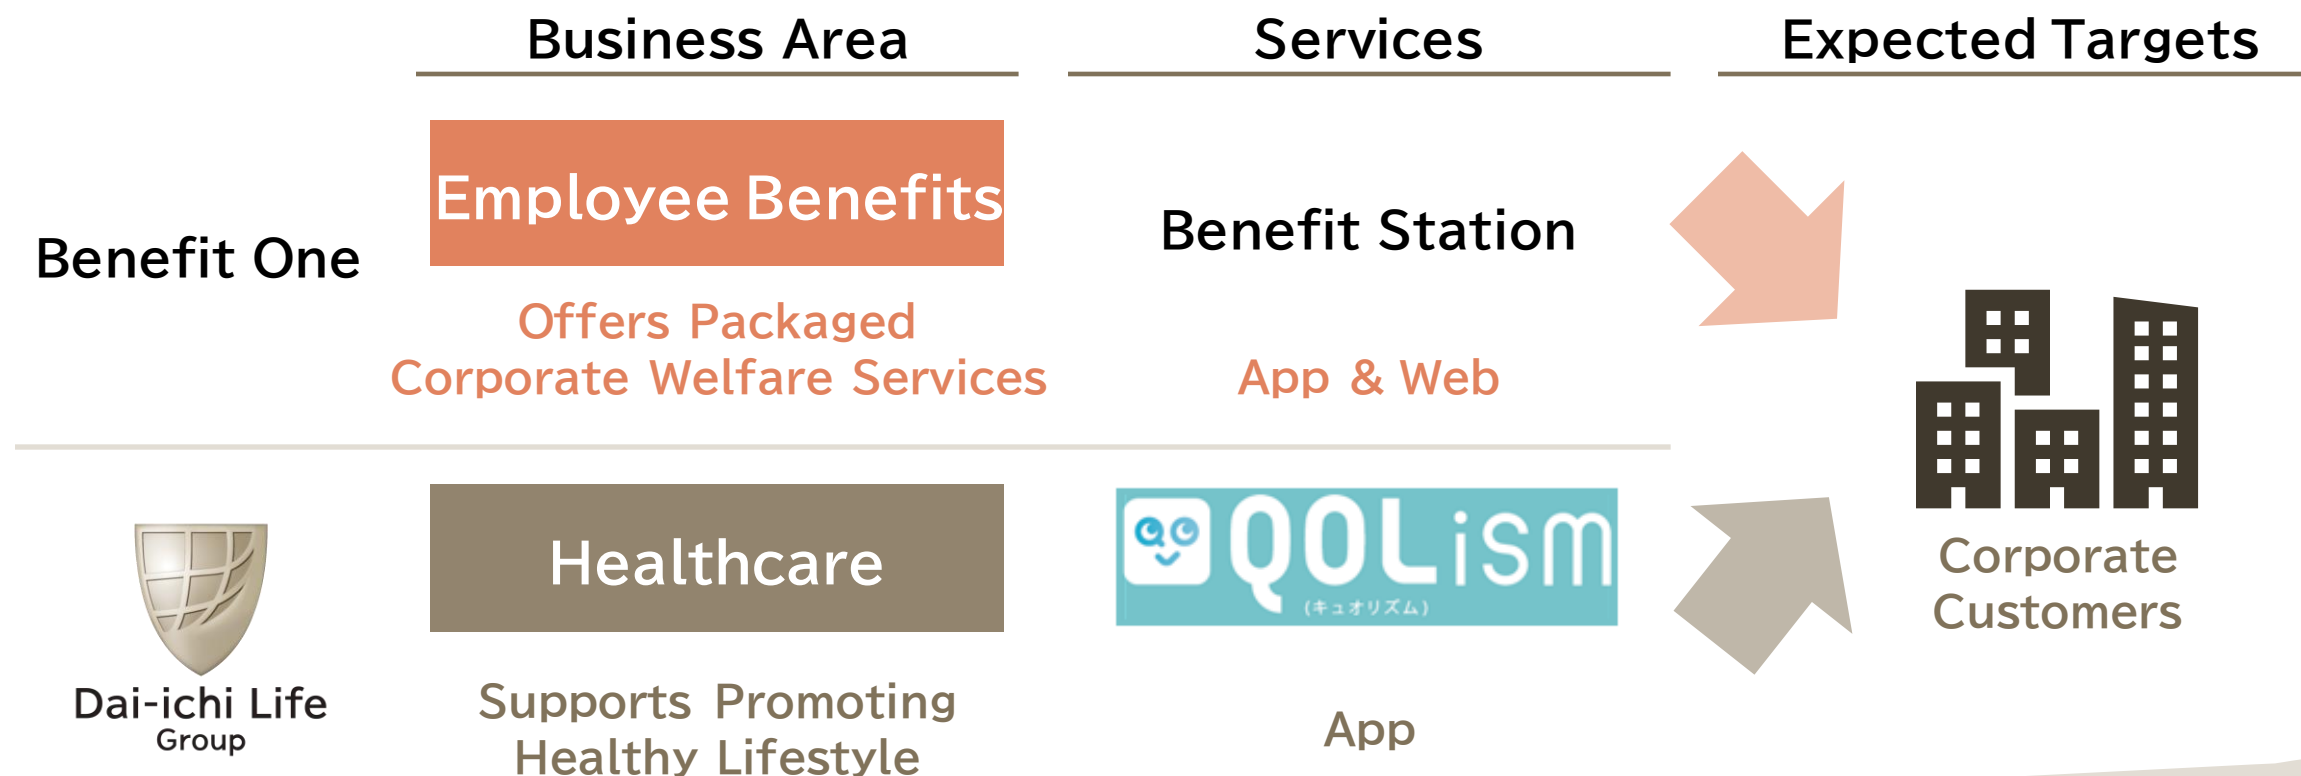 Business Area
Services
Expected Targets
Benefit One
Employee Benefits
Offers Packaged
Corporate Welfare Services
Benefit Station
App & Web
Dai-ichi Life
Group
Healthcare
Supports Promoting
Healthy Lifestyle
QOLism
(キュオリズム)
App
Corporate
Customers